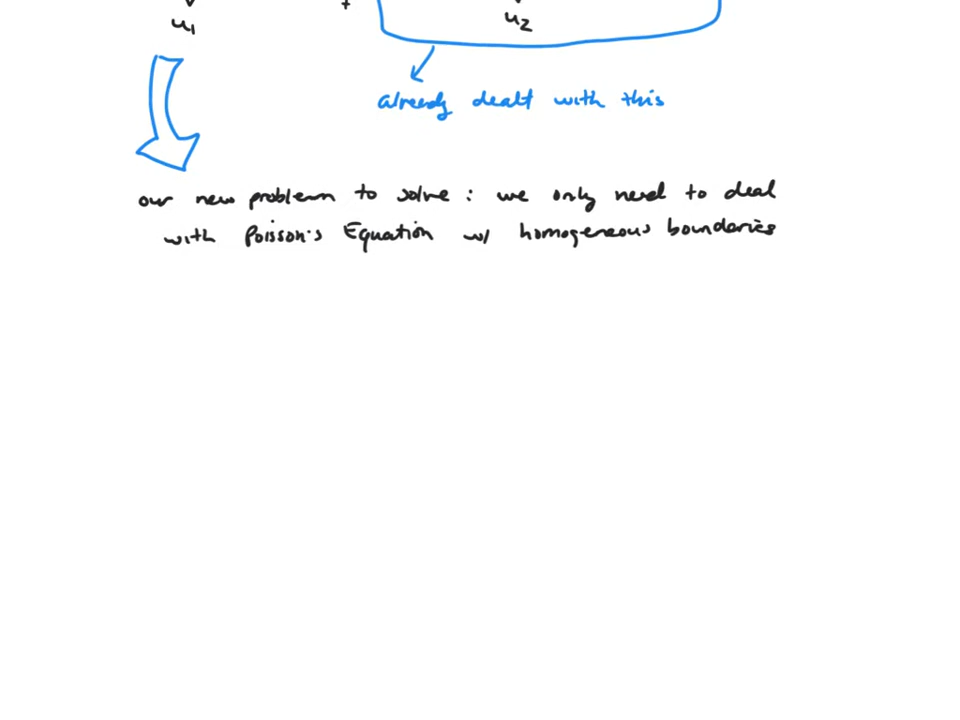 u₁ + u₂
already dealt with this
our new problem to solve : we only need to deal
with Poisson's Equation w/ homogeneous boundaries